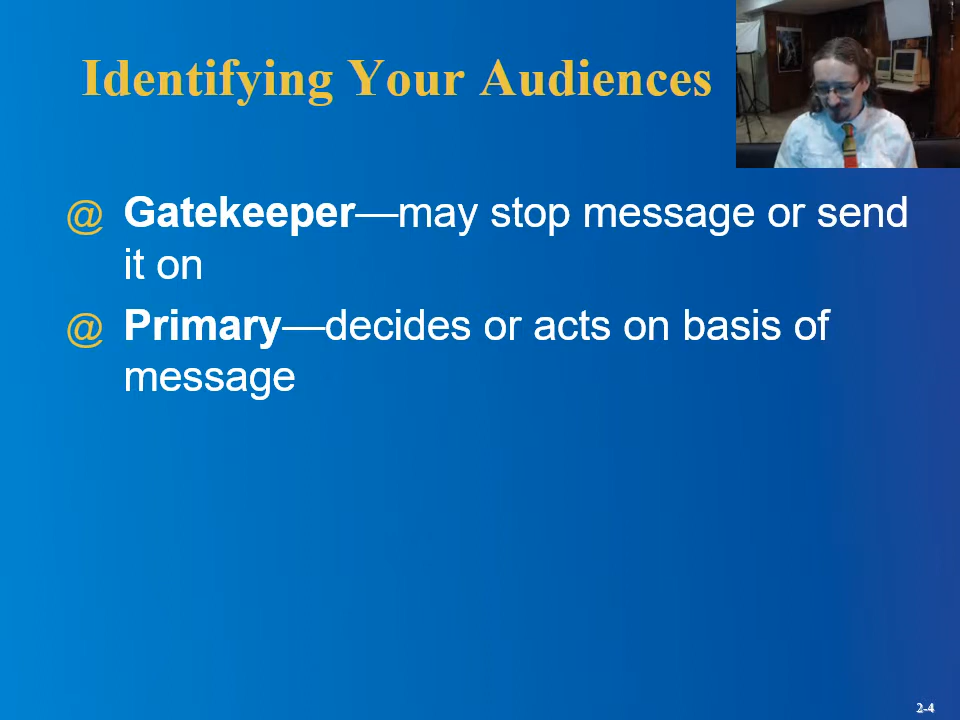 Identifying Your Audiences
@ Gatekeeper—may stop message or send
it on
@ Primary—decides or acts on basis of
message
2-4